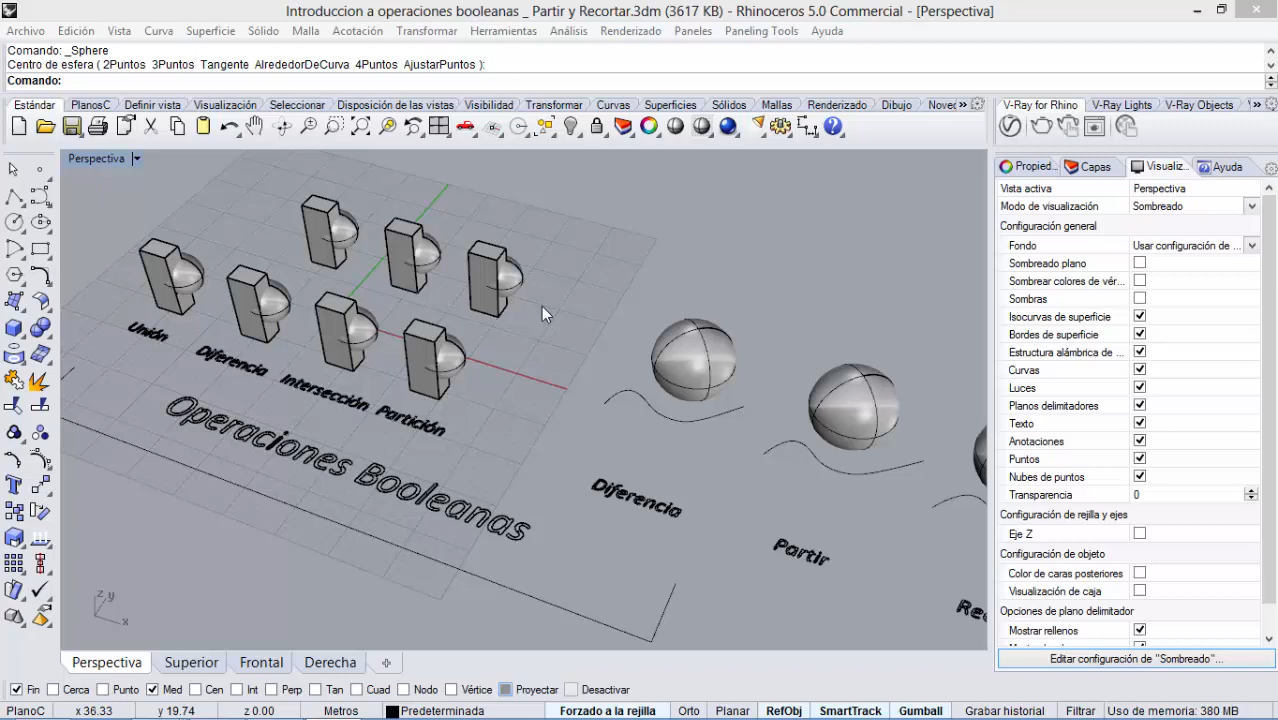 Introduccion a operaciones booleanas _ Partir y Recortar.3dm (3617 KB) - Rhinoceros 5.0 Commercial - [Perspectiva]
Archivo Edición Vista Curva Superficie Sólido Malla Acotación Transformar Herramientas Análisis Renderizado Paneles Paneling Tools Ayuda
Comando: _Sphere
Centro de esfera ( 2Puntos 3Puntos Tangente AlrededorDeCurva 4Puntos AjustarPuntos ):
Comando:
Estándar PlanosC Definir vista Visualización Seleccionar Disposición de las vistas Visibilidad Transformar Curvas Superficies Sólidos Mallas Renderizado Dibujo Noved »
V-Ray for Rhino V-Ray Lights V-Ray Objects »
Perspectiva
Propied... Capas Visualiz... Ayuda
Vista activa Perspectiva
Modo de visualización Sombreado
Configuración general
Fondo Usar configuración de ...
Sombreado plano
Sombrear colores de vér...
Sombras
Isocurvas de superficie
Bordes de superficie
Estructura alámbrica de ...
Curvas
Luces
Planos delimitadores
Texto
Anotaciones
Puntos
Nubes de puntos
Transparencia 0
Configuración de rejilla y ejes
Eje Z
Configuración de objeto
Color de caras posteriores
Visualización de caja
Opciones de plano delimitador
Mostrar rellenos
Editar configuración de "Sombreado"...
Unión
Diferencia
Intersección
Partición
Operaciones Booleanas
Diferencia
Partir
Re
z y
x
Perspectiva Superior Frontal Derecha
Fin Cerca Punto Med Cen Int Perp Tan Cuad Nodo Vértice Proyectar Desactivar
PlanoC x 36.33 y 19.74 z 0.00 Metros Predeterminada Forzado a la rejilla Orto Planar RefObj SmartTrack Gumball Grabar historial Filtrar Uso de memoria: 380 MB